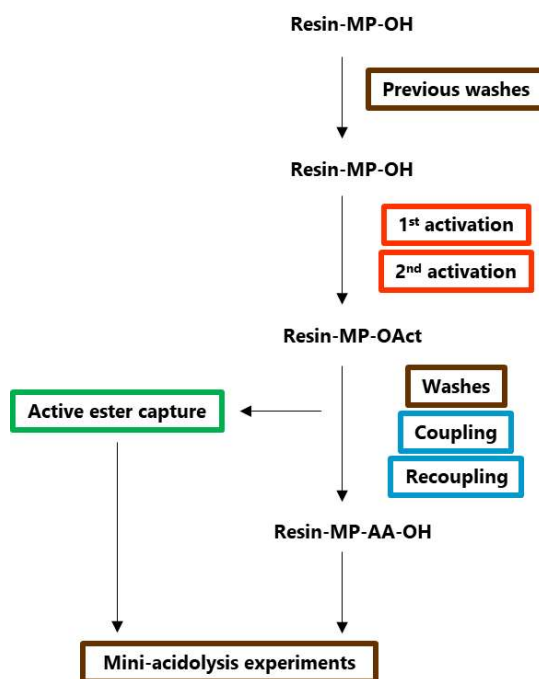 Resin-MP-OH
Previous washes
Resin-MP-OH
1st activation
2nd activation
Resin-MP-OAct
Washes
Active ester capture
Coupling
Recoupling
Resin-MP-AA-OH
Mini-acidolysis experiments